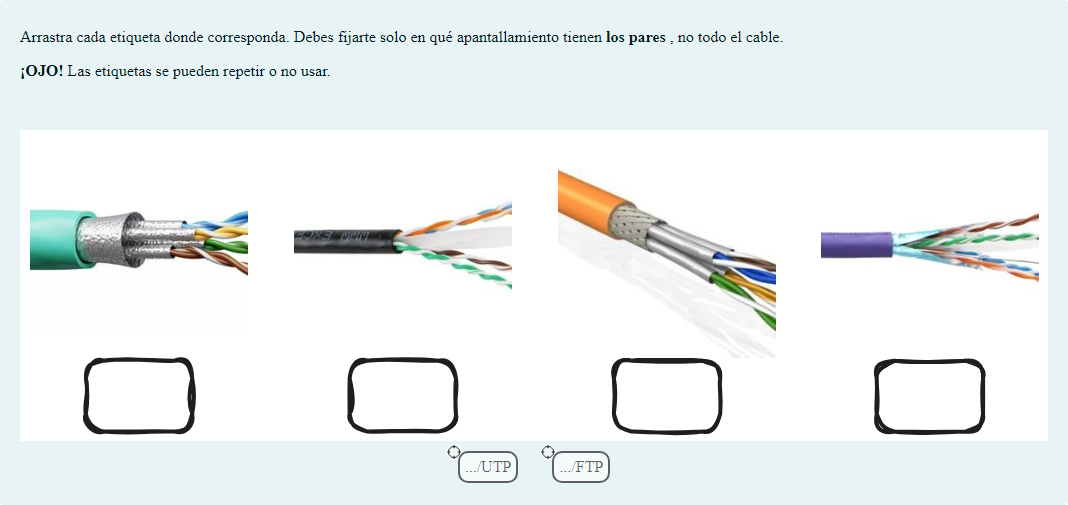 Arrastra cada etiqueta donde corresponda. Debes fijarte solo en qué apantallamiento tienen los pares , no todo el cable.
¡OJO! Las etiquetas se pueden repetir o no usar.
.../UTP
.../FTP